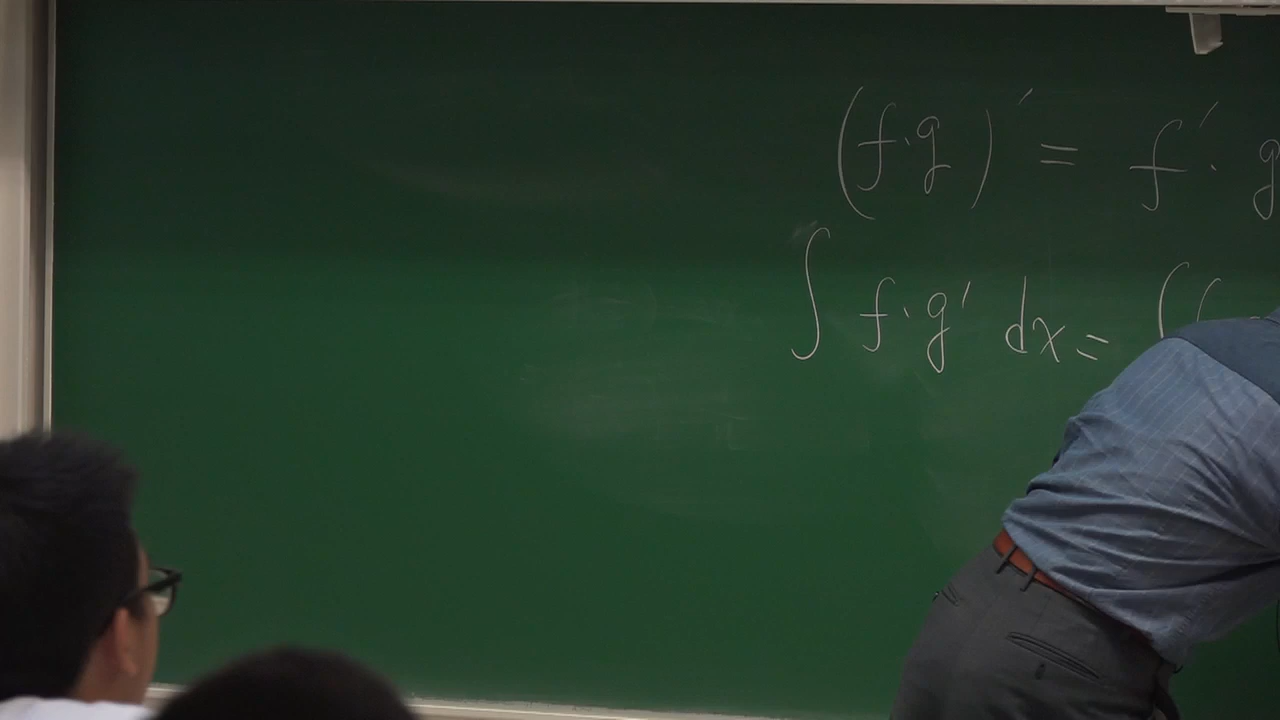 (f·g)′ = f′· g
∫ f·g′ dx = ∫